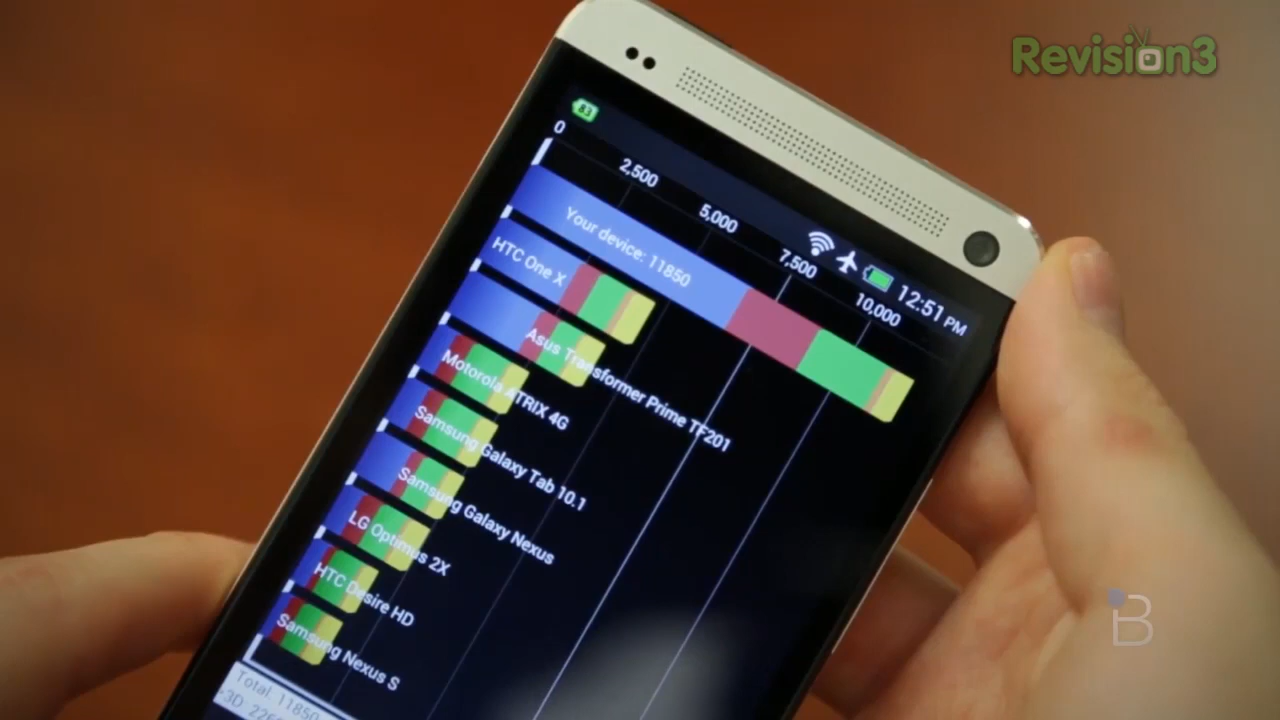 Revision3
83
0
2,500
5,000
7,500
10,000
12:51 PM
Your device: 11850
HTC One X
Asus Transformer Prime TF201
Motorola ATRIX 4G
Samsung Galaxy Tab 10.1
Samsung Galaxy Nexus
LG Optimus 2X
HTC Desire HD
Samsung Nexus S
Total: 11850
B